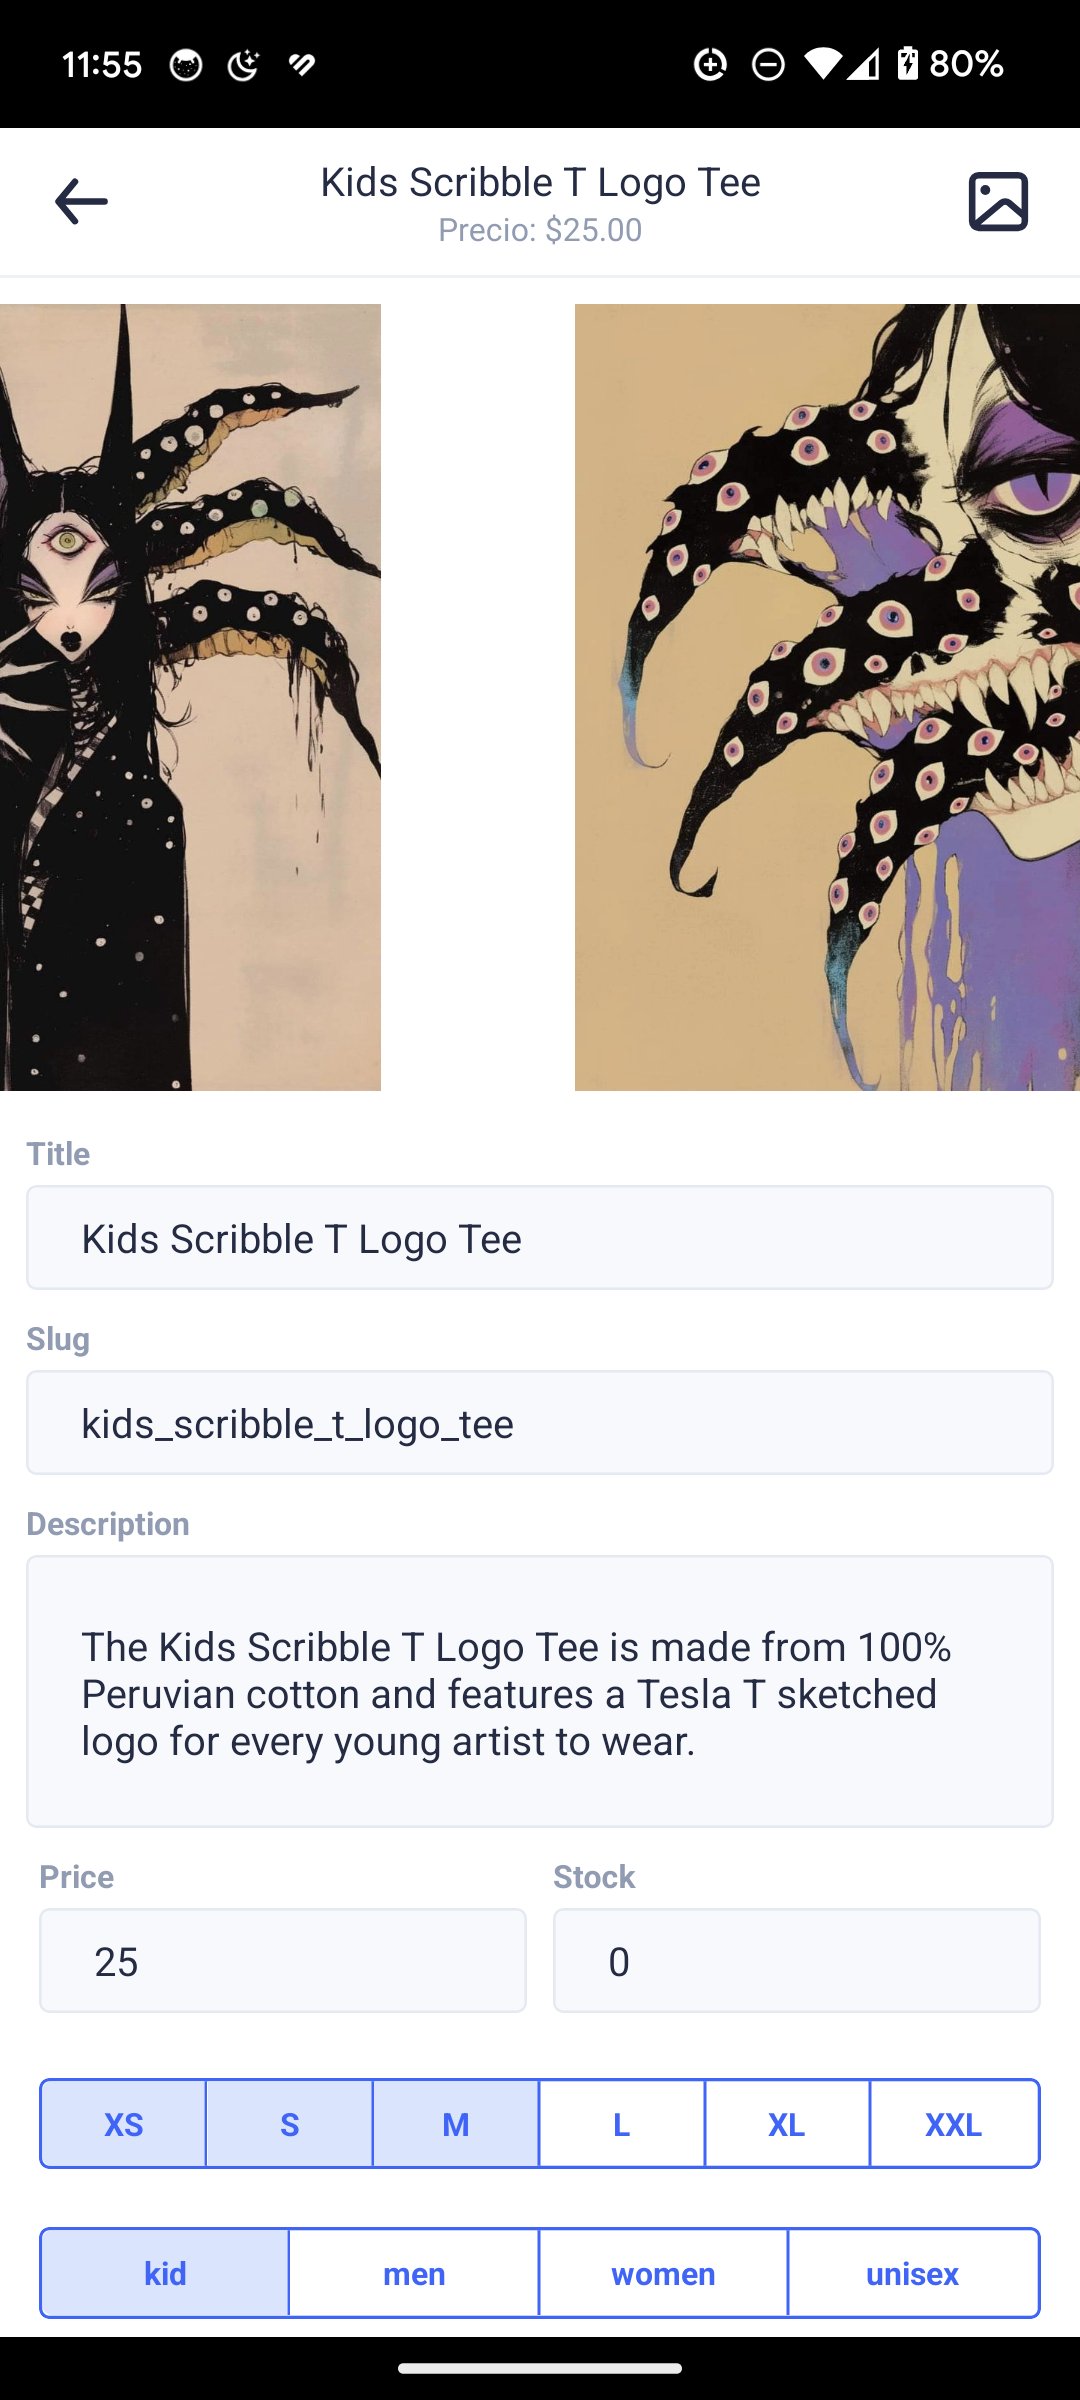 11:55
80%
Kids Scribble T Logo Tee
Precio: $25.00
Title
Kids Scribble T Logo Tee
Slug
kids_scribble_t_logo_tee
Description
The Kids Scribble T Logo Tee is made from 100%
Peruvian cotton and features a Tesla T sketched
logo for every young artist to wear.
Price
Stock
25
0
XS
S
M
L
XL
XXL
kid
men
women
unisex